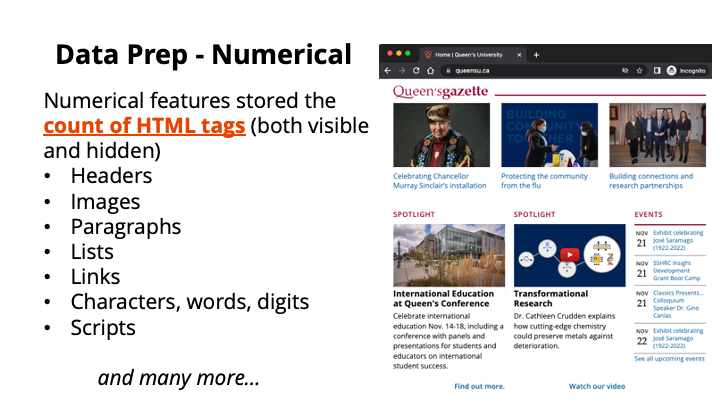 Data Prep - Numerical
Numerical features stored the
count of HTML tags (both visible
and hidden)
• Headers
• Images
• Paragraphs
• Lists
• Links
• Characters, words, digits
• Scripts
and many more...
Home | Queen's University
queensu.ca
Incognito
Queen'sgazette
BUILDING
COMMUNITY
Celebrating Chancellor
Murray Sinclair's installation
Protecting the community
from the flu
Building connections and
research partnerships
SPOTLIGHT
International Education
at Queen's Conference
Celebrate international
education Nov. 14-18, including a
conference with panels and
presentations for students and
educators on international
student success.
Find out more.
SPOTLIGHT
Transformational
Research
Dr. Cathleen Crudden explains
how cutting-edge chemistry
could preserve metals against
deterioration.
Watch our video
EVENTS
NOV
21
Exhibit celebrating
José Saramago
(1922-2022)
NOV
21
SSHRC Insight
Development
Grant Boot Camp
NOV
21
Classics Presents...
Colloquium
Speaker Dr. Gino
Canlas
NOV
22
Exhibit celebrating
José Saramago
(1922-2022)
See all upcoming events